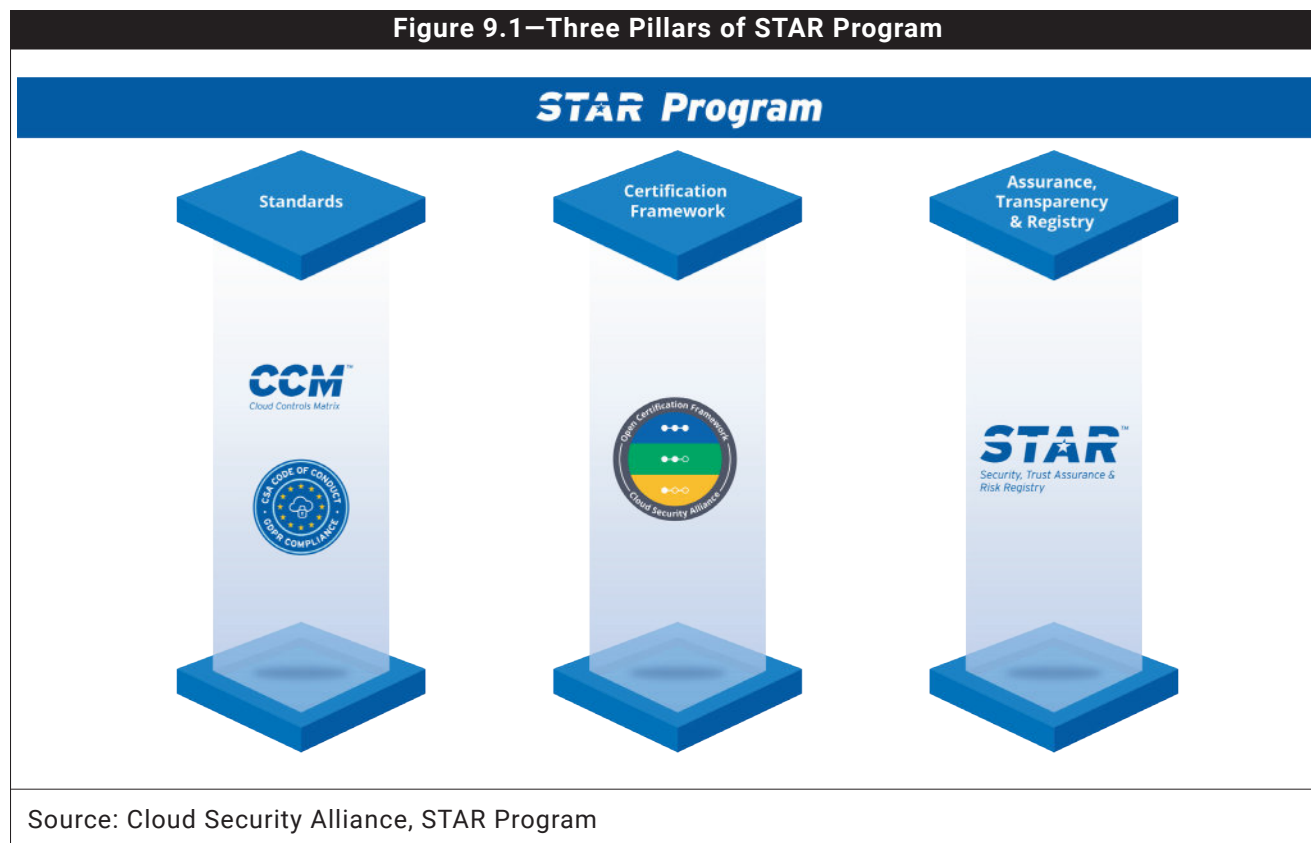 Figure 9.1—Three Pillars of STAR Program
STAR Program
Standards
Certification
Framework
Assurance,
Transparency
& Registry
CCM™
Cloud Controls Matrix
CSA CODE OF CONDUCT
GDPR COMPLIANCE
Open Certification Framework
Cloud Security Alliance
STAR™
Security, Trust Assurance &
Risk Registry
Source: Cloud Security Alliance, STAR Program